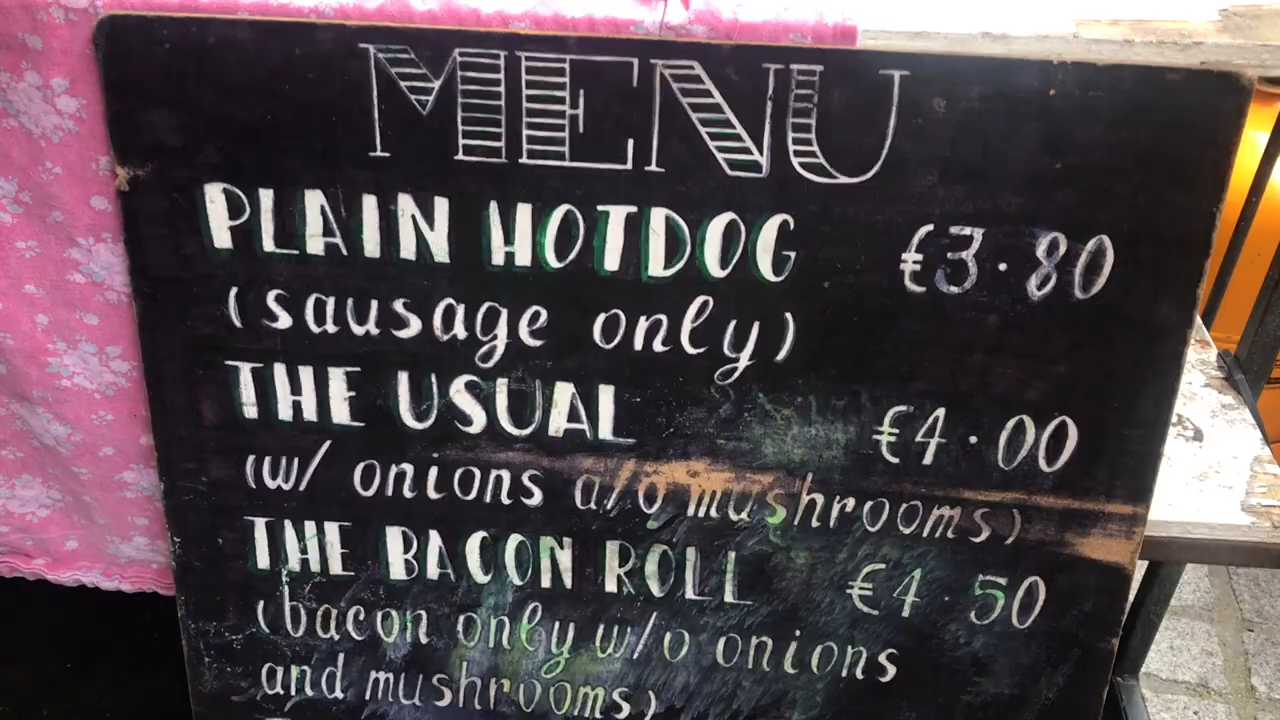 MENU
PLAIN HOTDOG €3.80
(sausage only)
THE USUAL €4.00
(w/ onions a/o mushrooms)
THE BACON ROLL €4.50
(bacon only w/o onions
and mushrooms)